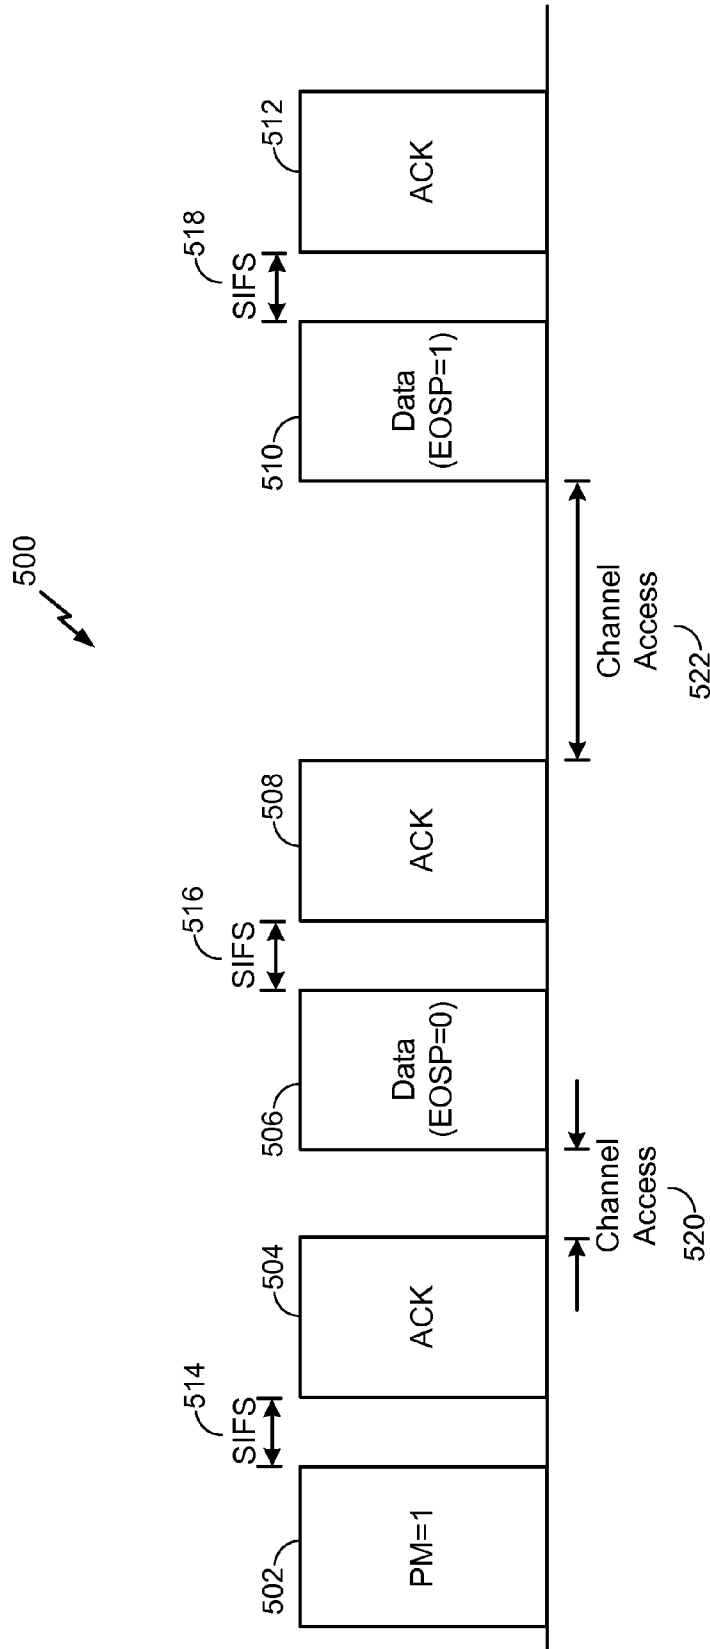 500
502
PM=1
514
SIFS
504
ACK
Channel
Access
520
506
Data
(EOSP=0)
516
SIFS
508
ACK
Channel
Access
522
510
Data
(EOSP=1)
518
SIFS
512
ACK